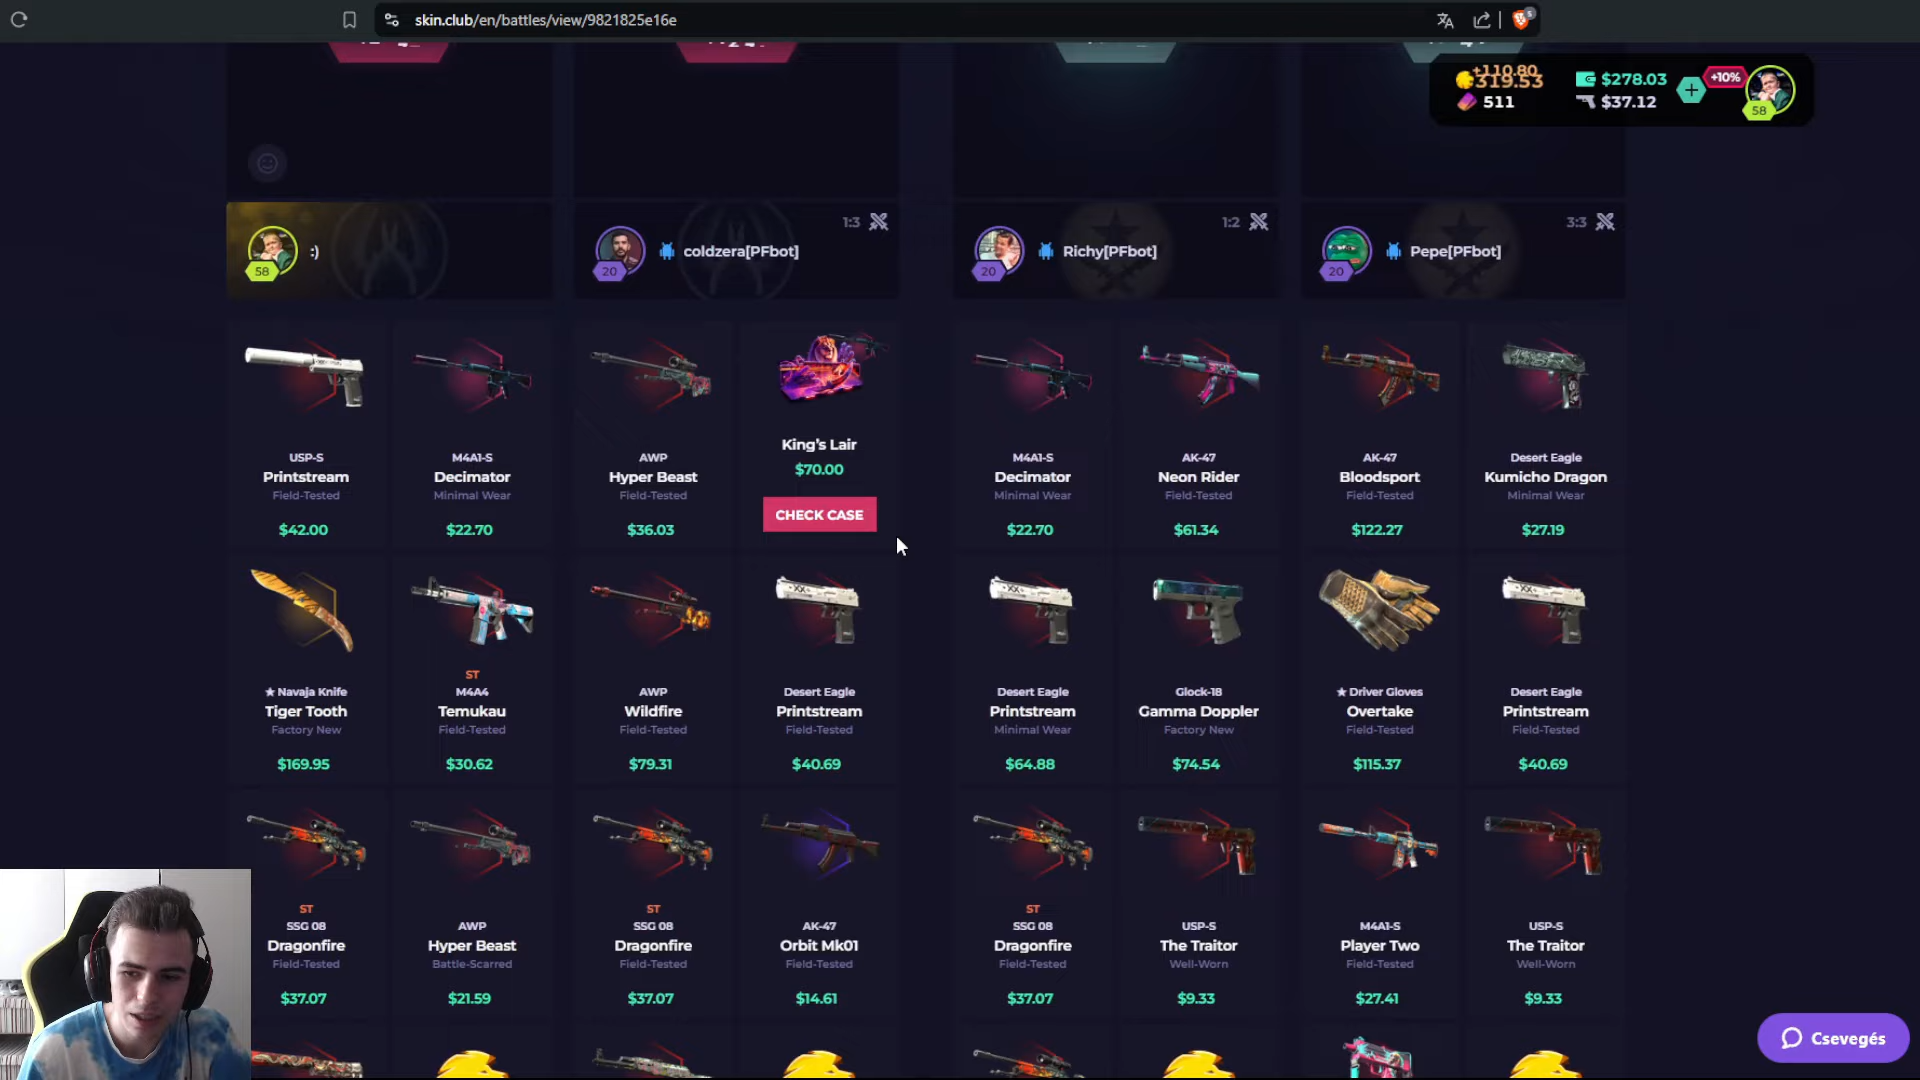 skin.club/en/battles/view/9821825e16e
5
+110.80
319.53
$278.03
+10%
511
$37.12
58
:)
58
1:3
coldzera[PFbot]
20
1:2
Richy[PFbot]
20
3:3
Pepe[PFbot]
20
USP-S
Printstream
Field-Tested
$42.00
M4A1-S
Decimator
Minimal Wear
$22.70
AWP
Hyper Beast
Field-Tested
$36.03
King's Lair
$70.00
CHECK CASE
M4A1-S
Decimator
Minimal Wear
$22.70
AK-47
Neon Rider
Field-Tested
$61.34
AK-47
Bloodsport
Field-Tested
$122.27
Desert Eagle
Kumicho Dragon
Minimal Wear
$27.19
★ Navaja Knife
Tiger Tooth
Factory New
$169.95
ST
M4A4
Temukau
Field-Tested
$30.62
AWP
Wildfire
Field-Tested
$79.31
Desert Eagle
Printstream
Field-Tested
$40.69
Desert Eagle
Printstream
Minimal Wear
$64.88
Glock-18
Gamma Doppler
Factory New
$74.54
★ Driver Gloves
Overtake
Field-Tested
$115.37
Desert Eagle
Printstream
Field-Tested
$40.69
ST
SSG 08
Dragonfire
Field-Tested
$37.07
AWP
Hyper Beast
Battle-Scarred
$21.59
ST
SSG 08
Dragonfire
Field-Tested
$37.07
AK-47
Orbit Mk01
Field-Tested
$14.61
ST
SSG 08
Dragonfire
Field-Tested
$37.07
USP-S
The Traitor
Well-Worn
$9.33
M4A1-S
Player Two
Field-Tested
$27.41
USP-S
The Traitor
Well-Worn
$9.33
Csevegés